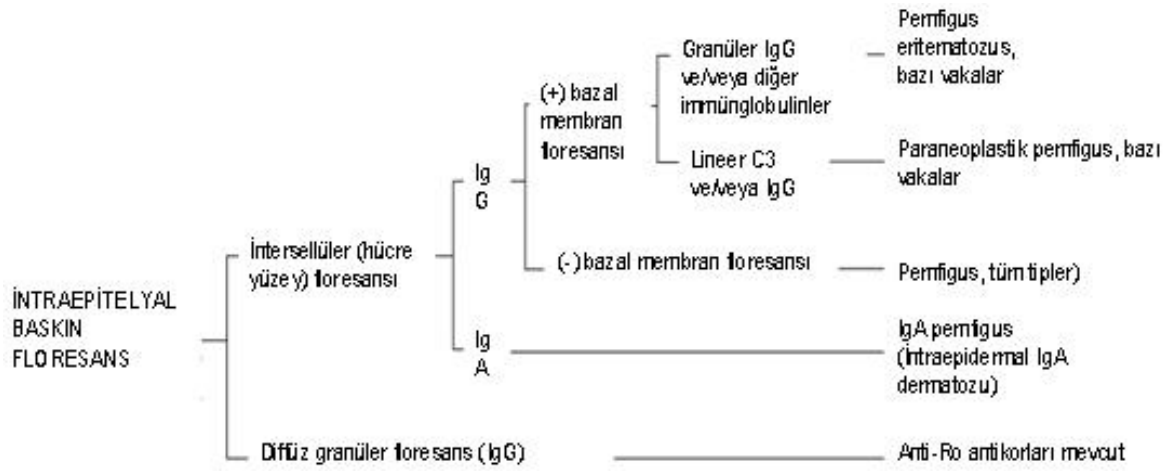 İNTRAEPİTELYAL
BASKIN
FLORESANS
İntersellüler (hücre
yüzey) floresansı
Ig
G
(+) bazal
membran
floresansı
Granüler IgG
ve/veya diğer
immünglobulinler
Pemfigus
eritematozus,
bazı vakalar
Lineer C3
ve/veya IgG
Paraneoplastik pemfigus, bazı
vakalar
(-) bazal membran floresansı
Pemfigus, tüm tipler)
Ig
A
IgA pemfigus
(İntraepidermal IgA
dermatozu)
Diffüz granüler floresans (IgG)
Anti-Ro antikorları mevcut